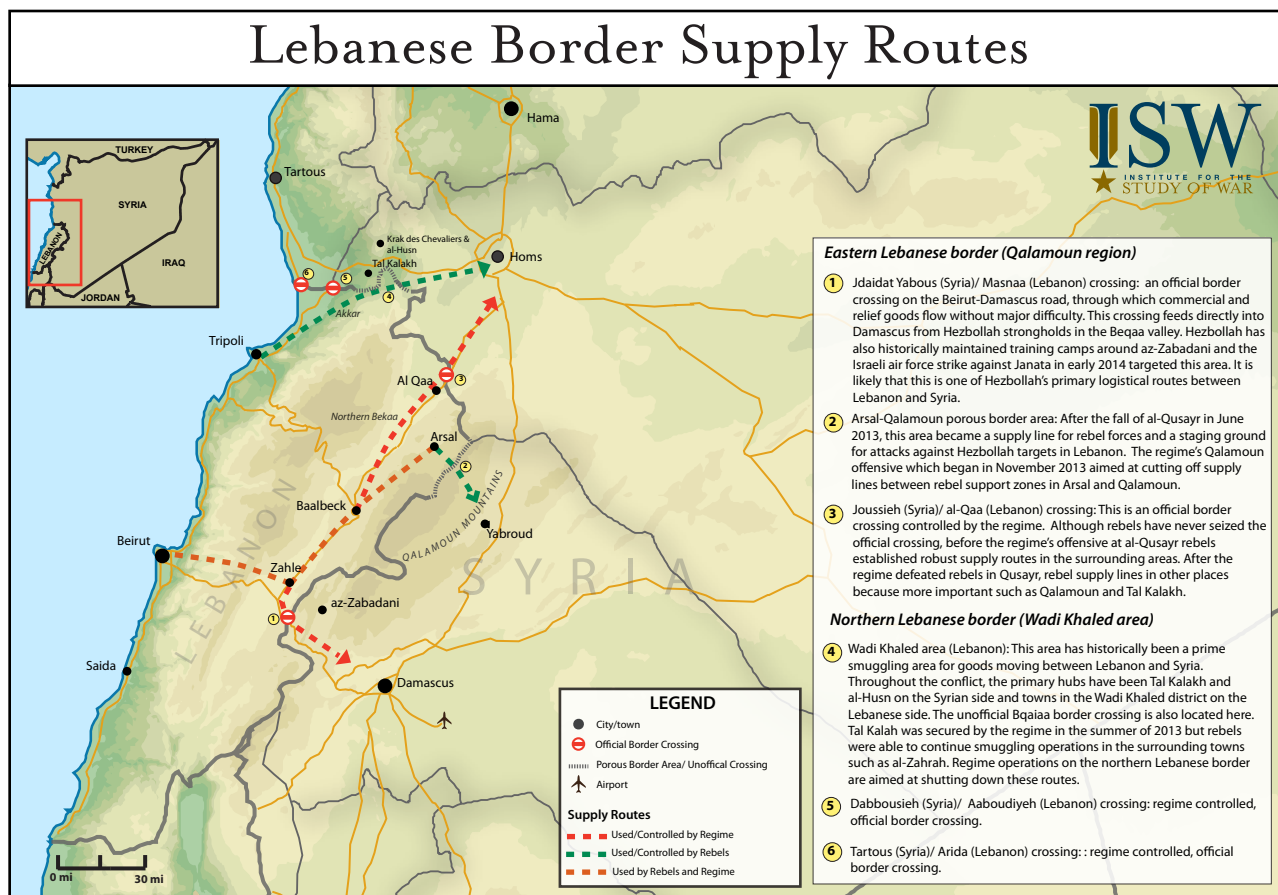 Lebanese Border Supply Routes
TURKEY
SYRIA
LEBANON
IRAQ
JORDAN
ISW
INSTITUTE FOR THE
STUDY OF WAR
Hama
Tartous
Krak des Chevaliers &
al-Husn
Tal Kalakh
Homs
6
5
4
Akkar
Tripoli
Al Qaa
3
Northern Bekaa
Arsal
2
Baalbeck
QALAMOUN MOUNTAINS
Yabroud
Beirut
LEBANON
SYRIA
Zahle
az-Zabadani
1
Saida
Damascus
0 mi
30 mi
LEGEND
City/town
Official Border Crossing
Porous Border Area/ Unoffical Crossing
Airport
Supply Routes
Used/Controlled by Regime
Used/Controlled by Rebels
Used by Rebels and Regime
Eastern Lebanese border (Qalamoun region)
1 Jdaidat Yabous (Syria)/ Masnaa (Lebanon) crossing: an official border
crossing on the Beirut-Damascus road, through which commercial and
relief goods flow without major difficulty. This crossing feeds directly into
Damascus from Hezbollah strongholds in the Beqaa valley. Hezbollah has
also historically maintained training camps around az-Zabadani and the
Israeli air force strike against Janata in early 2014 targeted this area. It is
likely that this is one of Hezbollah's primary logistical routes between
Lebanon and Syria.
2 Arsal-Qalamoun porous border area: After the fall of al-Qusayr in June
2013, this area became a supply line for rebel forces and a staging ground
for attacks against Hezbollah targets in Lebanon. The regime's Qalamoun
offensive which began in November 2013 aimed at cutting off supply
lines between rebel support zones in Arsal and Qalamoun.
3 Joussieh (Syria)/ al-Qaa (Lebanon) crossing: This is an official border
crossing controlled by the regime. Although rebels have never seized the
official crossing, before the regime's offensive at al-Qusayr rebels
established robust supply routes in the surrounding areas. After the
regime defeated rebels in Qusayr, rebel supply lines in other places
because more important such as Qalamoun and Tal Kalakh.
Northern Lebanese border (Wadi Khaled area)
4 Wadi Khaled area (Lebanon): This area has historically been a prime
smuggling area for goods moving between Lebanon and Syria.
Throughout the conflict, the primary hubs have been Tal Kalakh and
al-Husn on the Syrian side and towns in the Wadi Khaled district on the
Lebanese side. The unofficial Bqaiaa border crossing is also located here.
Tal Kalah was secured by the regime in the summer of 2013 but rebels
were able to continue smuggling operations in the surrounding towns
such as al-Zahrah. Regime operations on the northern Lebanese border
are aimed at shutting down these routes.
5 Dabbousieh (Syria)/ Aaboudiyeh (Lebanon) crossing: regime controlled,
official border crossing.
6 Tartous (Syria)/ Arida (Lebanon) crossing: : regime controlled, official
border crossing.